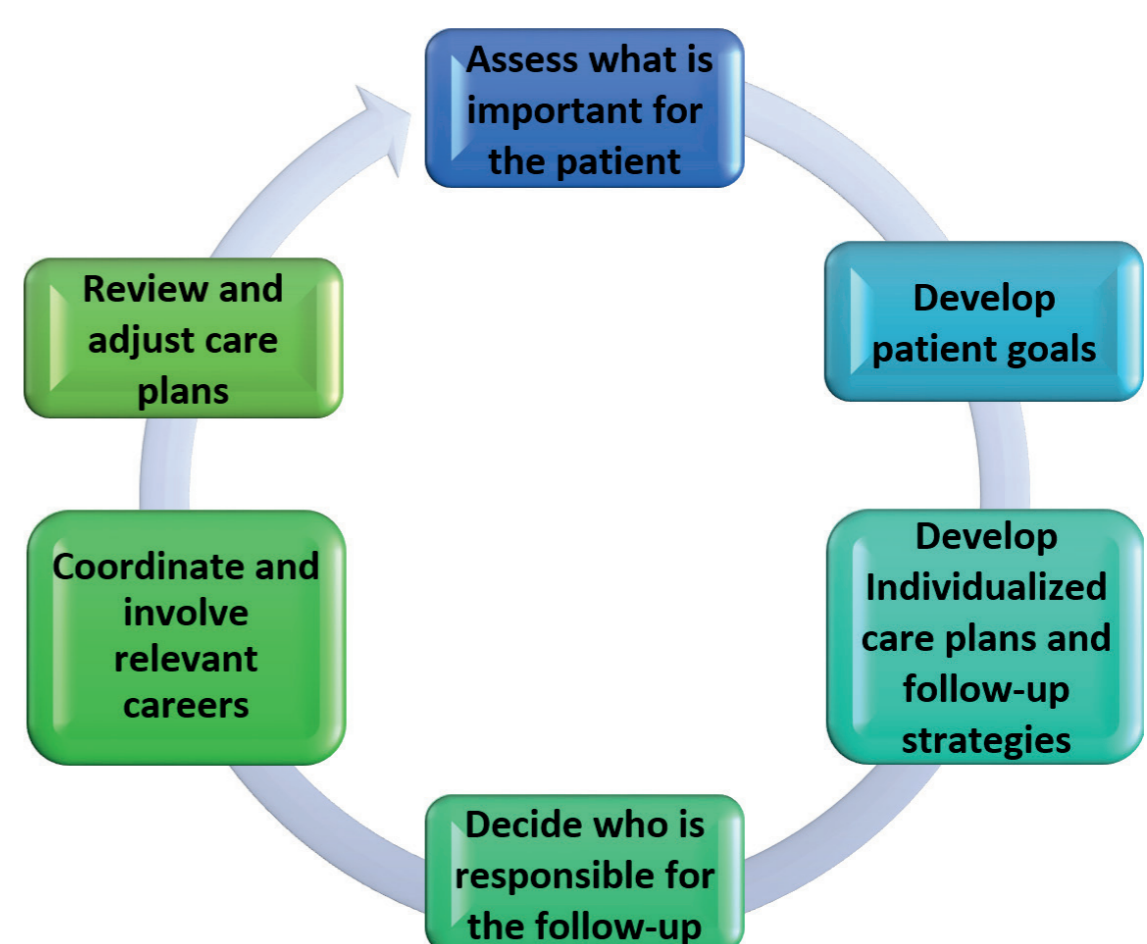 Assess what is
important for
the patient
Develop
patient goals
Develop
Individualized
care plans and
follow-up
strategies
Decide who is
responsible for
the follow-up
Coordinate and
involve
relevant
careers
Review and
adjust care
plans